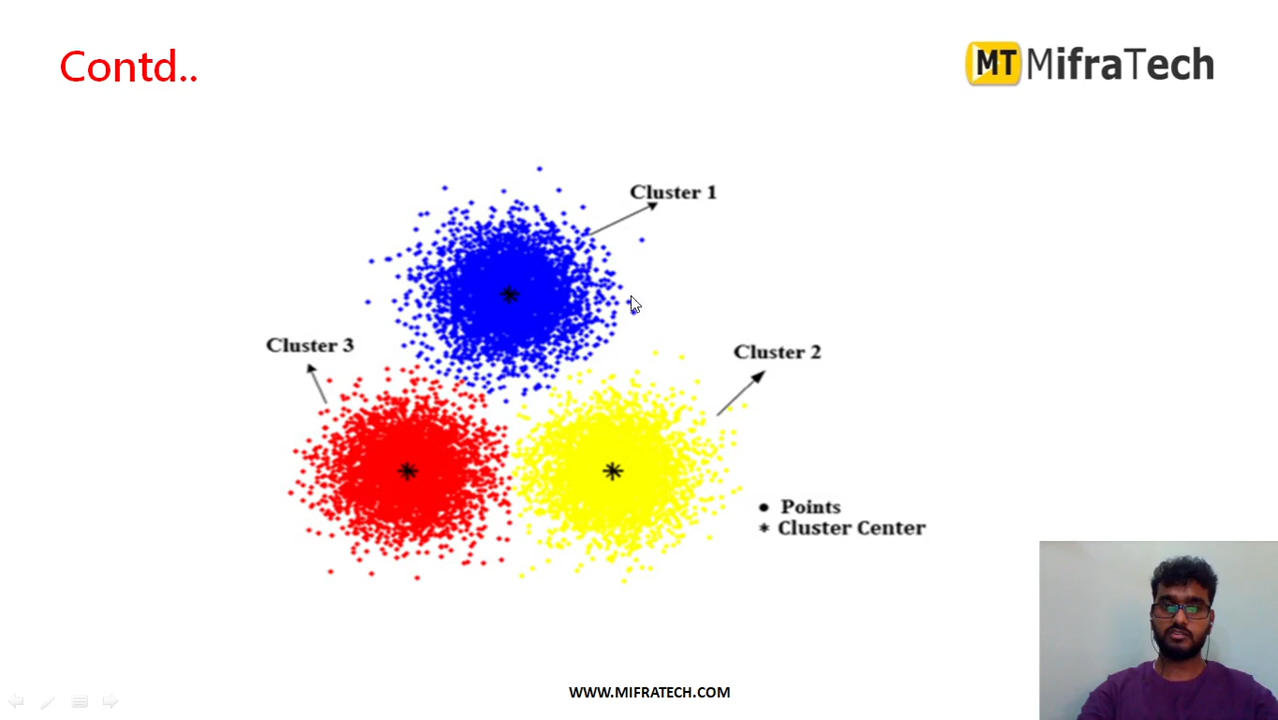 Contd..
MT MifraTech
Cluster 1
Cluster 3
Cluster 2
• Points
* Cluster Center
WWW.MIFRATECH.COM